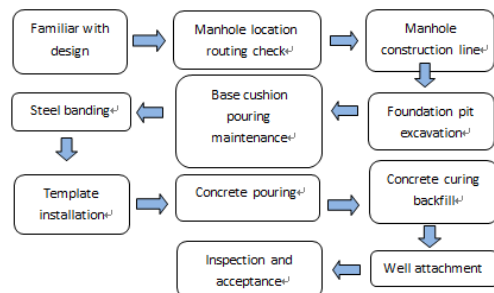 Familiar with
design
Manhole location
routing check
Manhole
construction line
Steel banding
Base cushion
pouring
maintenance
Foundation pit
excavation
Template
installation
Concrete pouring
Concrete curing
backfill
Inspection and
acceptance
Well attachment